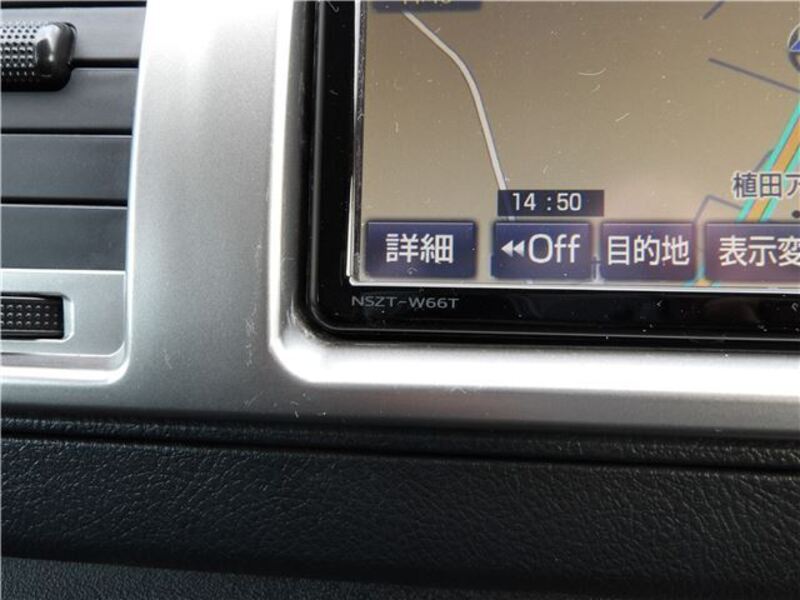 植田
14:50
詳細
◀◀Off
目的地
表示変
NSZT-W66T